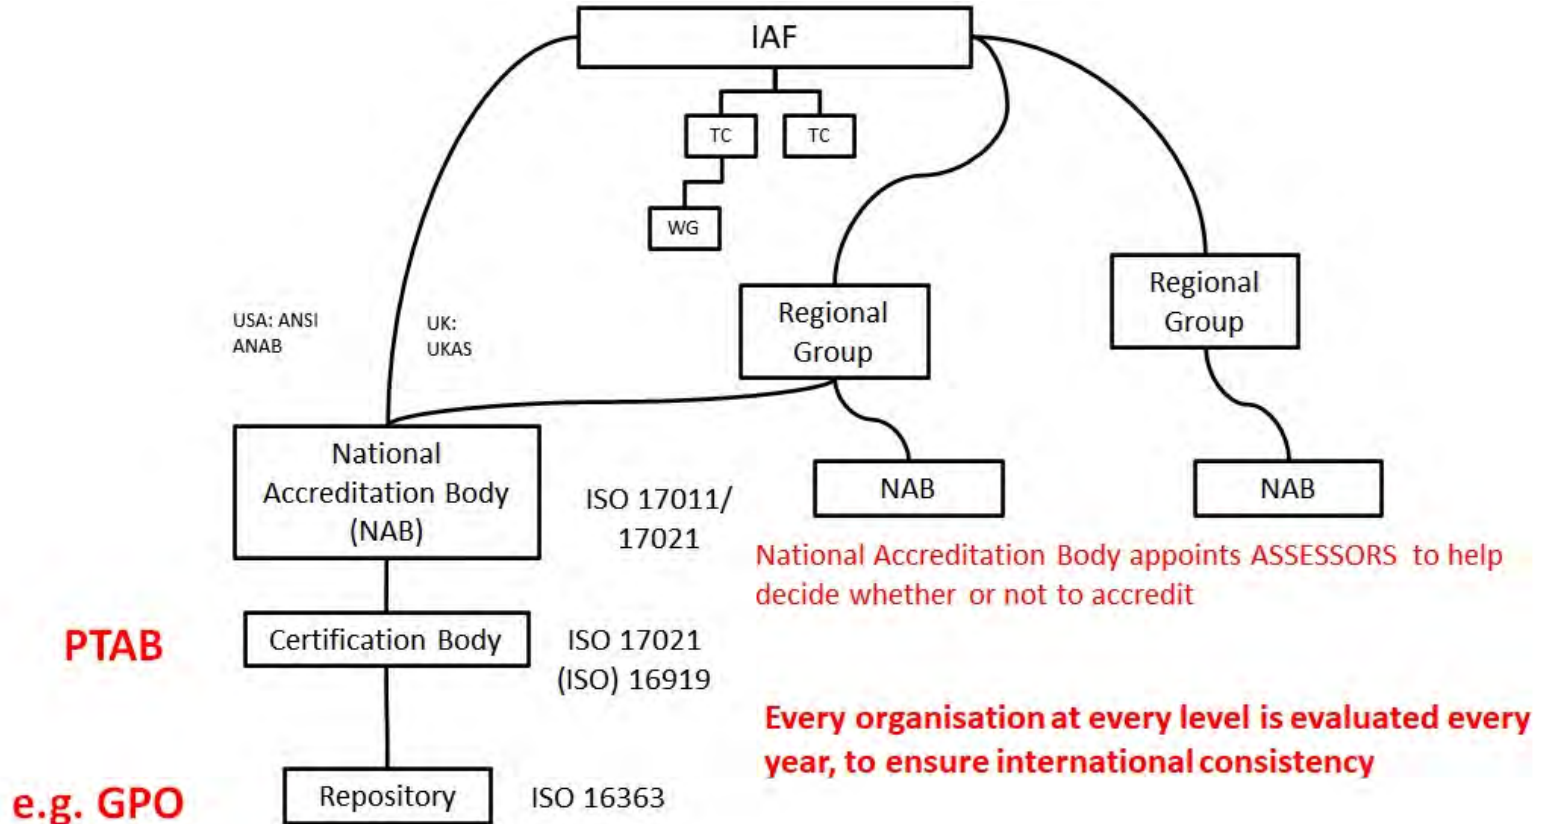 IAF
TC
TC
WG
Regional
Group
Regional
Group
USA: ANSI
ANAB
UK:
UKAS
National
Accreditation Body
(NAB)
ISO 17011/
17021
NAB
NAB
National Accreditation Body appoints ASSESSORS to help
decide whether or not to accredit
PTAB
Certification Body
ISO 17021
(ISO) 16919
Every organisation at every level is evaluated every
year, to ensure international consistency
e.g. GPO
Repository
ISO 16363